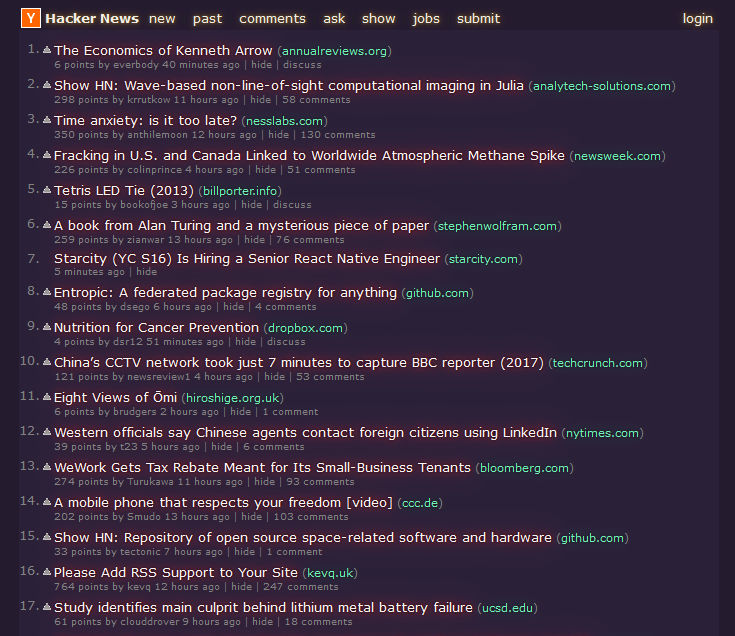 Y Hacker News new past comments ask show jobs submit login
1. The Economics of Kenneth Arrow (annualreviews.org)
6 points by everbody 40 minutes ago | hide | discuss
2. Show HN: Wave-based non-line-of-sight computational imaging in Julia (analytech-solutions.com)
298 points by krrutkow 11 hours ago | hide | 58 comments
3. Time anxiety: is it too late? (nesslabs.com)
350 points by anthilemoon 12 hours ago | hide | 130 comments
4. Fracking in U.S. and Canada Linked to Worldwide Atmospheric Methane Spike (newsweek.com)
226 points by colinprince 4 hours ago | hide | 51 comments
5. Tetris LED Tie (2013) (billporter.info)
15 points by bookofjoe 3 hours ago | hide | discuss
6. A book from Alan Turing and a mysterious piece of paper (stephenwolfram.com)
259 points by zianwar 13 hours ago | hide | 76 comments
7. Starcity (YC S16) Is Hiring a Senior React Native Engineer (starcity.com)
5 minutes ago | hide
8. Entropic: A federated package registry for anything (github.com)
48 points by dsego 6 hours ago | hide | 4 comments
9. Nutrition for Cancer Prevention (dropbox.com)
4 points by dsr12 51 minutes ago | hide | discuss
10. China’s CCTV network took just 7 minutes to capture BBC reporter (2017) (techcrunch.com)
121 points by newsreview1 4 hours ago | hide | 53 comments
11. Eight Views of Ōmi (hiroshige.org.uk)
6 points by brudgers 2 hours ago | hide | 1 comment
12. Western officials say Chinese agents contact foreign citizens using LinkedIn (nytimes.com)
39 points by t23 5 hours ago | hide | 6 comments
13. WeWork Gets Tax Rebate Meant for Its Small-Business Tenants (bloomberg.com)
274 points by Turukawa 11 hours ago | hide | 93 comments
14. A mobile phone that respects your freedom [video] (ccc.de)
202 points by Smudo 13 hours ago | hide | 103 comments
15. Show HN: Repository of open source space-related software and hardware (github.com)
33 points by tectonic 7 hours ago | hide | 1 comment
16. Please Add RSS Support to Your Site (kevq.uk)
764 points by kevq 12 hours ago | hide | 247 comments
17. Study identifies main culprit behind lithium metal battery failure (ucsd.edu)
61 points by clouddrover 9 hours ago | hide | 18 comments